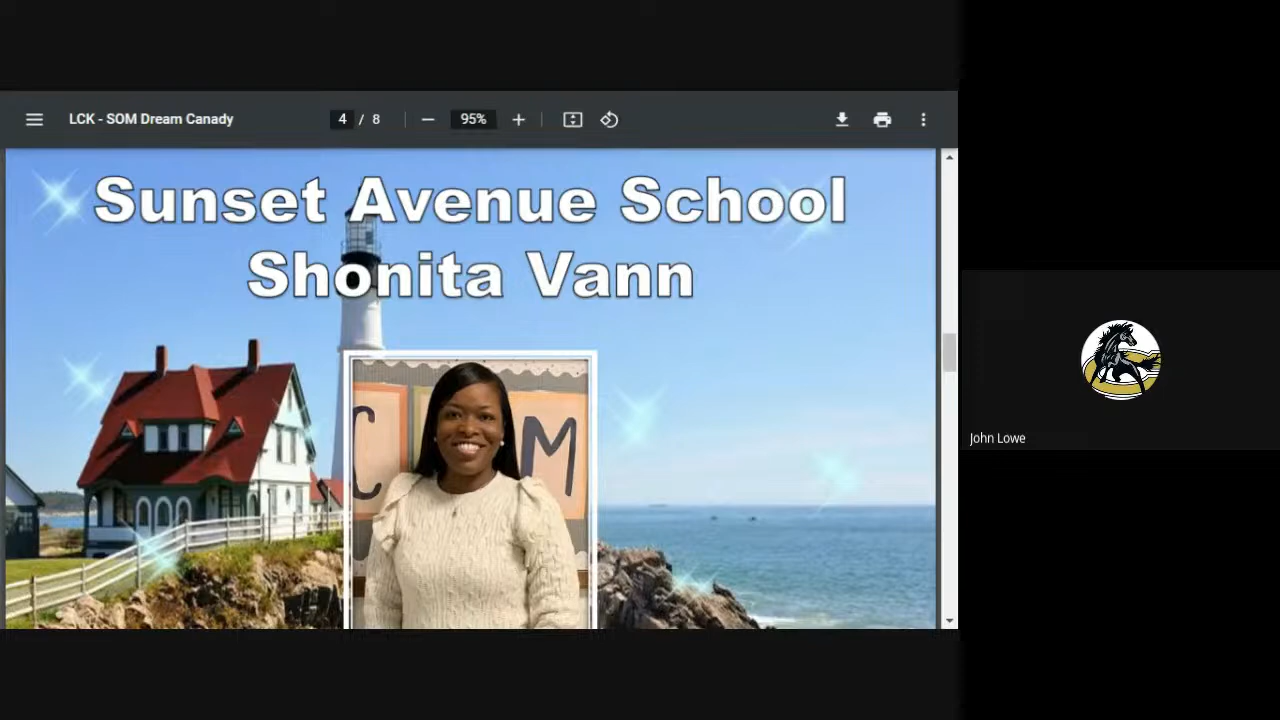 LCK - SOM Dream Canady
4 / 8
95%
Sunset Avenue School
Shonita Vann
C M
John Lowe